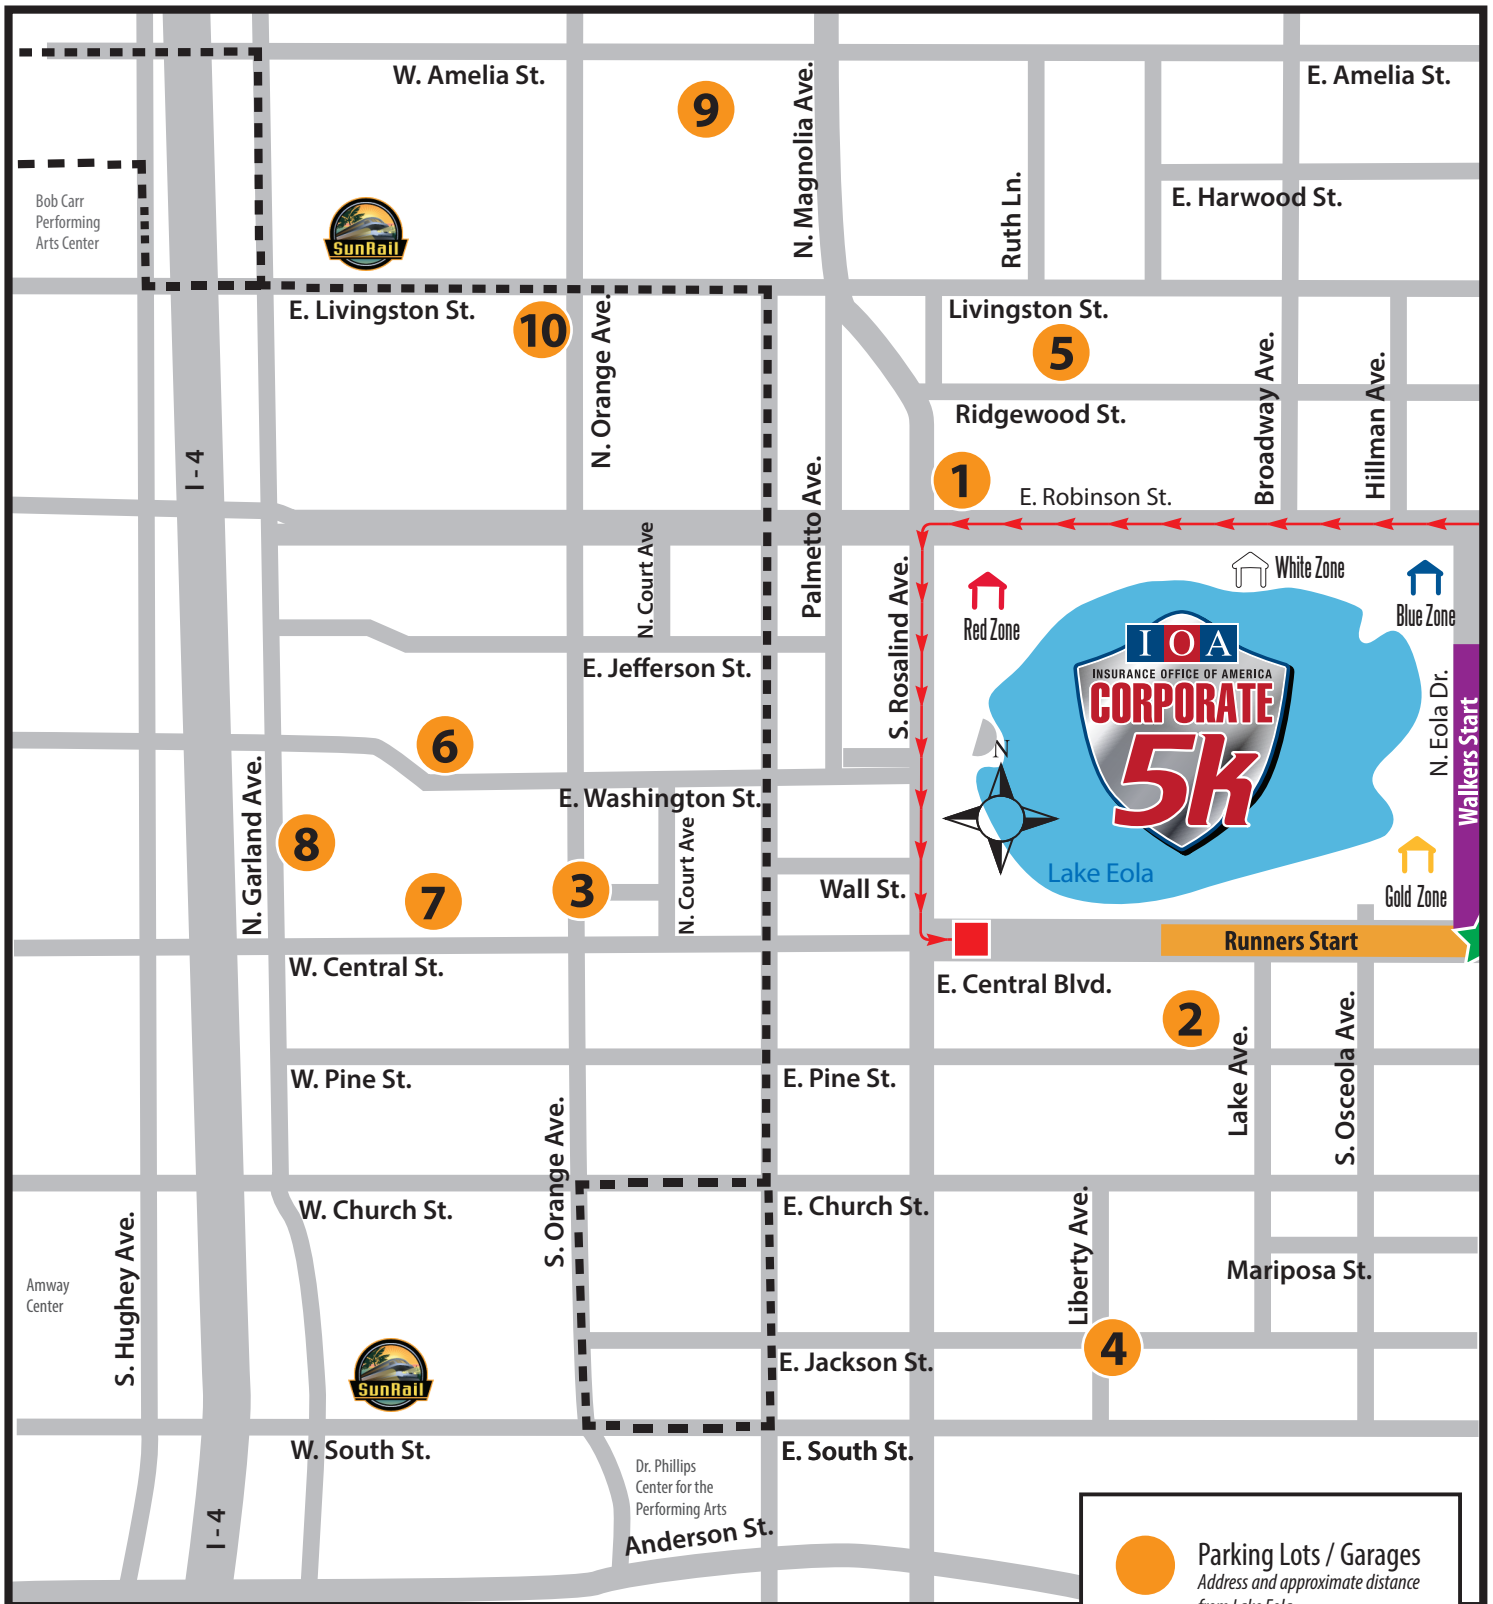 W. Amelia St.
E. Amelia St.
9
N. Magnolia Ave.
Ruth Ln.
E. Harwood St.
Bob Carr
Performing
Arts Center
SunRail
E. Livingston St.
Livingston St.
10
N. Orange Ave.
5
Broadway Ave.
Hillman Ave.
Ridgewood St.
I - 4
1
E. Robinson St.
Palmetto Ave.
N. Court Ave
S. Rosalind Ave.
White Zone
Red Zone
Blue Zone
I O A
INSURANCE OFFICE OF AMERICA
CORPORATE
5k
E. Jefferson St.
N. Eola Dr.
Walkers Start
6
N
E. Washington St.
N. Garland Ave.
8
7
3
N. Court Ave
Wall St.
Lake Eola
Gold Zone
Runners Start
W. Central St.
E. Central Blvd.
2
Lake Ave.
S. Osceola Ave.
W. Pine St.
E. Pine St.
S. Orange Ave.
W. Church St.
E. Church St.
Liberty Ave.
Mariposa St.
Amway
Center
S. Hughey Ave.
4
SunRail
E. Jackson St.
W. South St.
E. South St.
Dr. Phillips
Center for the
Performing Arts
Anderson St.
I - 4
Parking Lots / Garages
Address and approximate distance
from Lake Eola